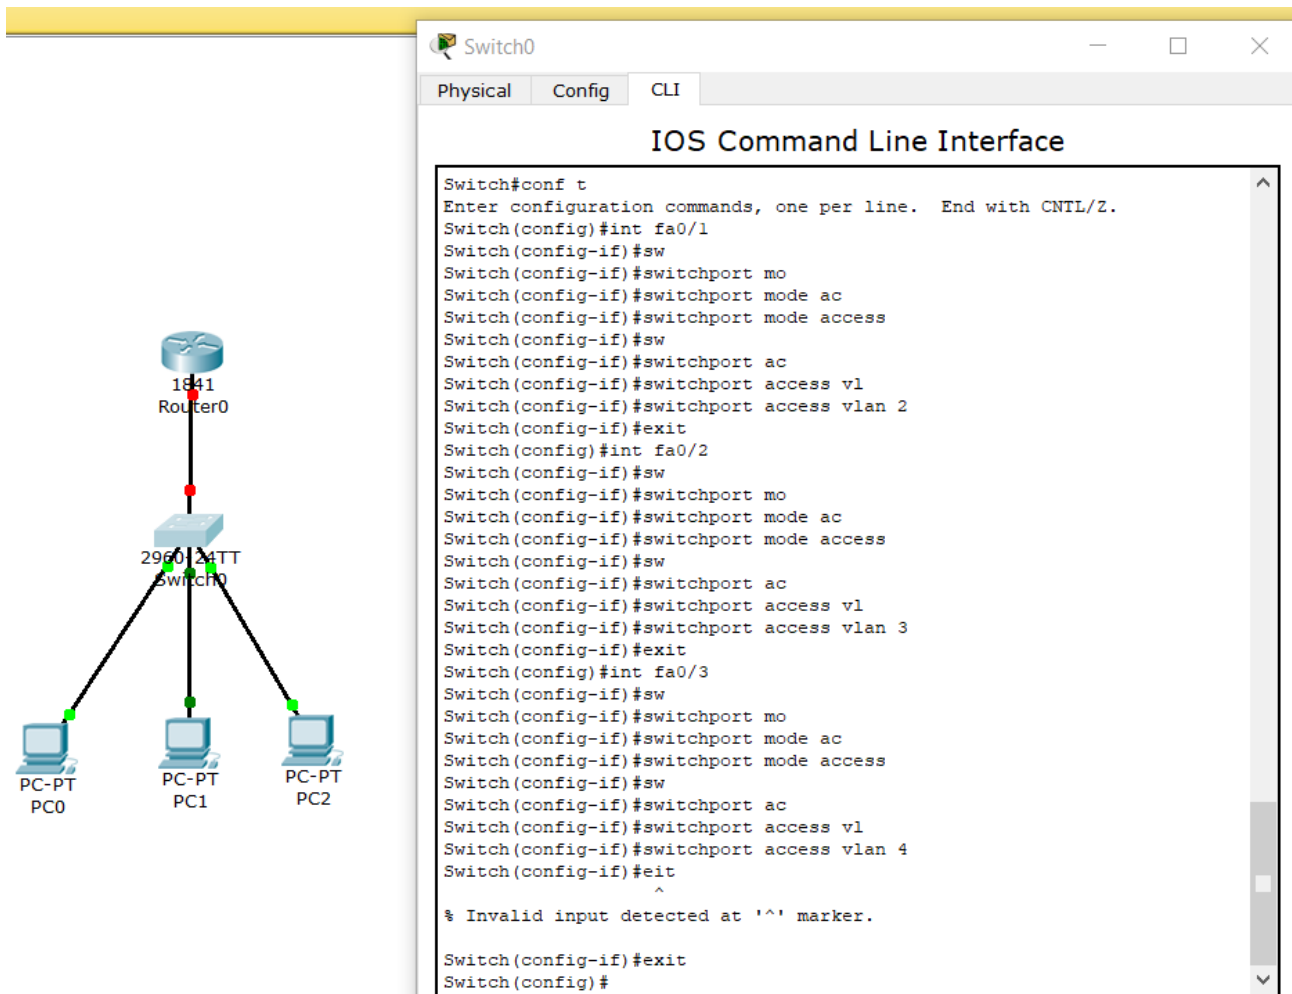 Switch0
Physical Config CLI
IOS Command Line Interface
Switch#conf t
Enter configuration commands, one per line.  End with CNTL/Z.
Switch(config)#int fa0/1
Switch(config-if)#sw
Switch(config-if)#switchport mo
Switch(config-if)#switchport mode ac
Switch(config-if)#switchport mode access
Switch(config-if)#sw
Switch(config-if)#switchport ac
Switch(config-if)#switchport access vl
Switch(config-if)#switchport access vlan 2
Switch(config-if)#exit
Switch(config)#int fa0/2
Switch(config-if)#sw
Switch(config-if)#switchport mo
Switch(config-if)#switchport mode ac
Switch(config-if)#switchport mode access
Switch(config-if)#sw
Switch(config-if)#switchport ac
Switch(config-if)#switchport access vl
Switch(config-if)#switchport access vlan 3
Switch(config-if)#exit
Switch(config)#int fa0/3
Switch(config-if)#sw
Switch(config-if)#switchport mo
Switch(config-if)#switchport mode ac
Switch(config-if)#switchport mode access
Switch(config-if)#sw
Switch(config-if)#switchport ac
Switch(config-if)#switchport access vl
Switch(config-if)#switchport access vlan 4
Switch(config-if)#eit
^
% Invalid input detected at '^' marker.
Switch(config-if)#exit
Switch(config)#
1841
Router0
2960-24TT
Switch0
PC-PT
PC0
PC-PT
PC1
PC-PT
PC2